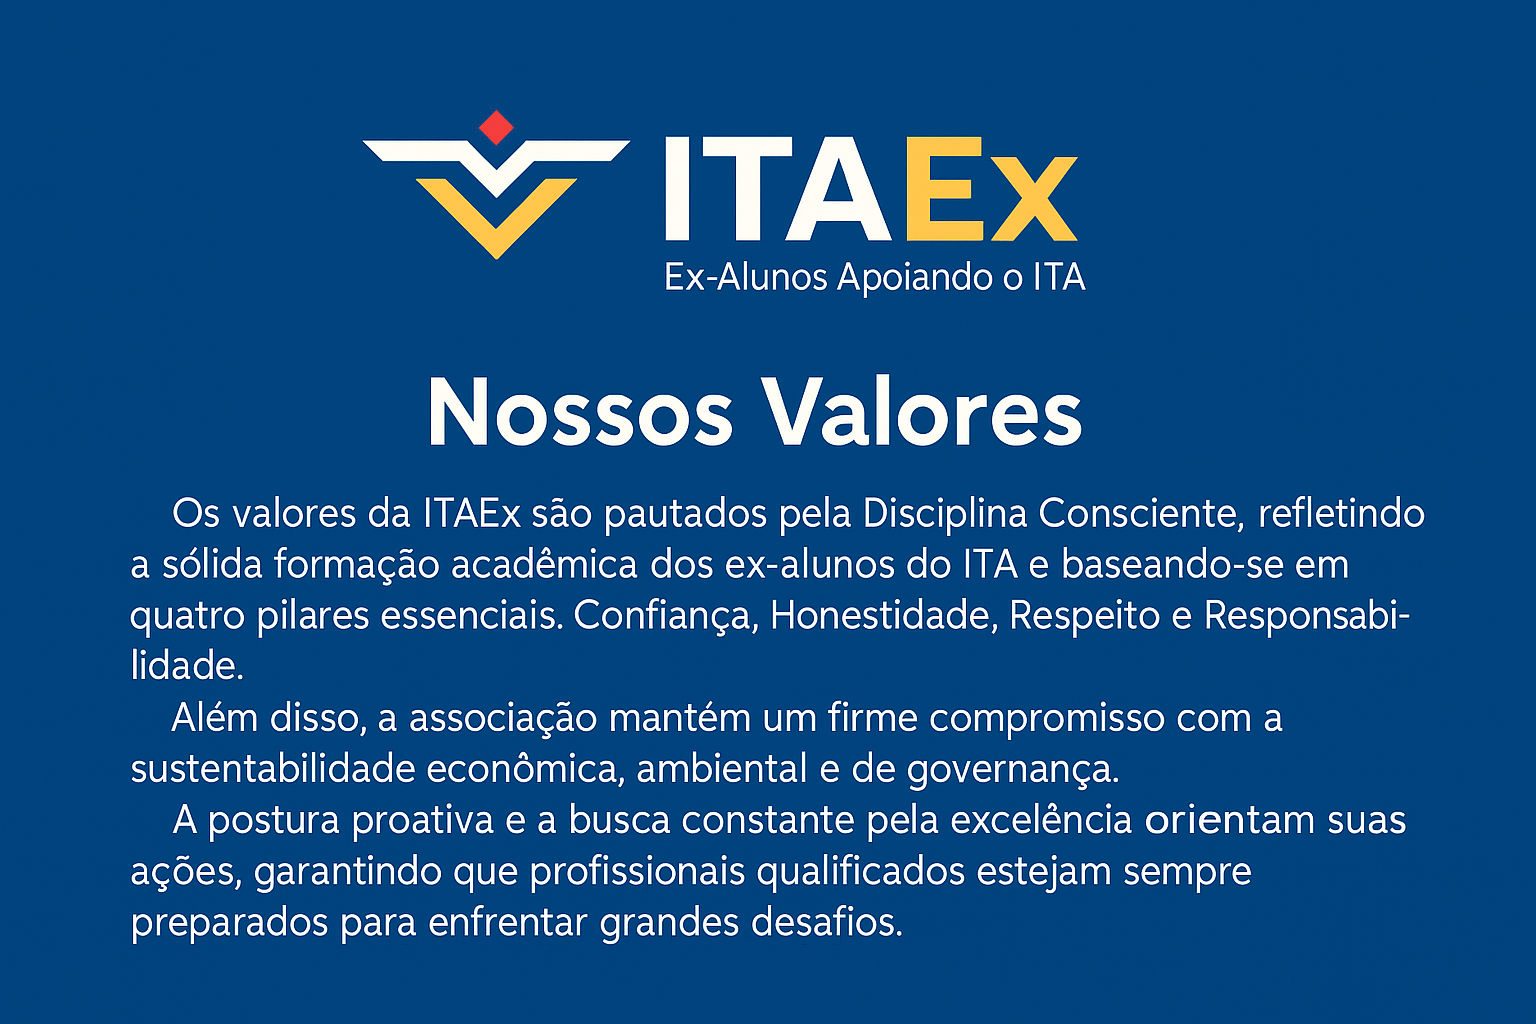 ITAEx
Ex-Alunos Apoiando o ITA
Nossos Valores
Os valores da ITAEx são pautados pela Disciplina Consciente, refletindo
a sólida formação acadêmica dos ex-alunos do ITA e baseando-se em
quatro pilares essenciais. Confiança, Honestidade, Respeito e Responsabi-
lidade.
Além disso, a associação mantém um firme compromisso com a
sustentabilidade econômica, ambiental e de governança.
A postura proativa e a busca constante pela excelência orientam suas
ações, garantindo que profissionais qualificados estejam sempre
preparados para enfrentar grandes desafios.